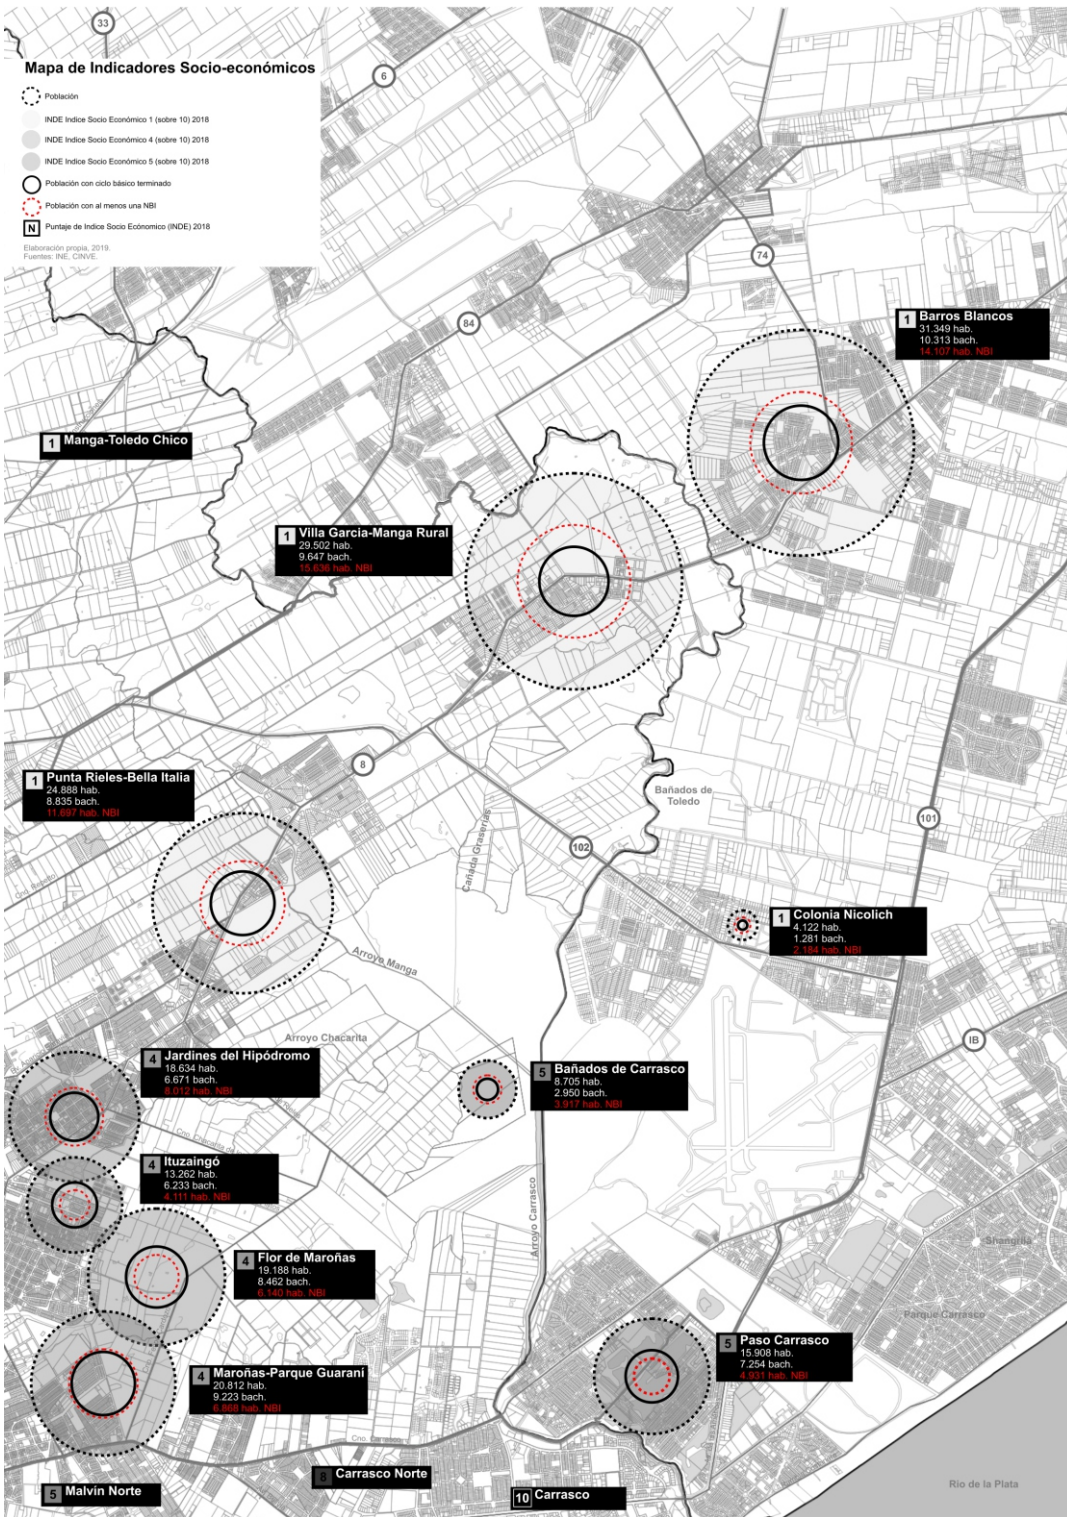 33
6
Mapa de Indicadores Socio-económicos
Población
INDE Indice Socio Económico 1 (sobre 10) 2018
INDE Indice Socio Económico 4 (sobre 10) 2018
INDE Indice Socio Económico 5 (sobre 10) 2018
Población con ciclo básico terminado
Población con al menos una NBI
N Puntaje de Indice Socio Ecónomico (INDE) 2018
Elaboración propia, 2019.
Fuentes: INE, CINVE.
74
84
1 Barros Blancos
31.349 hab.
10.313 bach.
14.107 hab. NBI
1 Manga-Toledo Chico
1 Villa Garcia-Manga Rural
29.502 hab.
9.647 bach.
15.636 hab. NBI
8
1 Punta Rieles-Bella Italia
24.888 hab.
8.835 bach.
11.697 hab. NBI
Bañados de
Toledo
101
102
Cañada Graserías
1 Colonia Nicolich
4.122 hab.
1.281 bach.
2.184 hab. NBI
Arroyo Manga
Arroyo Chacarita
IB
4 Jardines del Hipódromo
18.634 hab.
6.671 bach.
8.012 hab. NBI
5 Bañados de Carrasco
8.705 hab.
2.950 bach.
3.917 hab. NBI
4 Ituzaingó
13.262 hab.
6.233 bach.
4.111 hab. NBI
Arroyo Carrasco
Shangrila
4 Flor de Maroñas
19.188 hab.
8.462 bach.
6.140 hab. NBI
Parque Carrasco
5 Paso Carrasco
15.908 hab.
7.254 bach.
4.931 hab. NBI
4 Maroñas-Parque Guaraní
20.812 hab.
9.223 bach.
6.868 hab. NBI
8 Carrasco Norte
5 Malvín Norte
10 Carrasco
Rio de la Plata